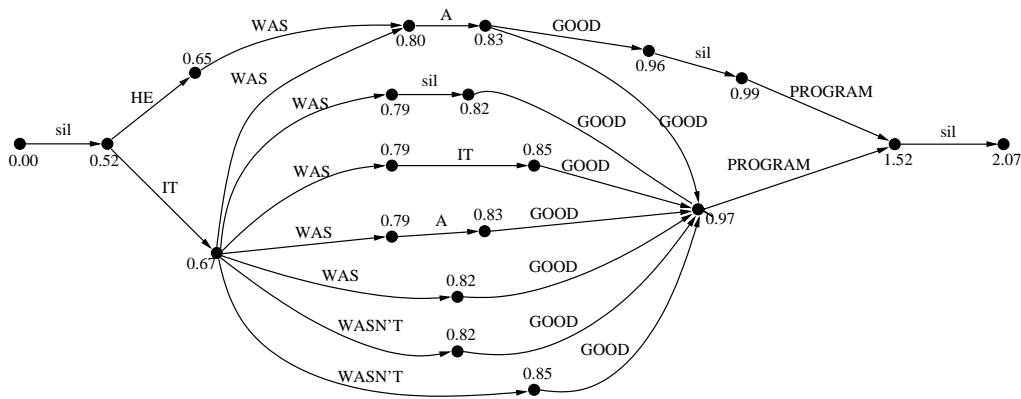 A
WAS
GOOD
0.80
0.83
sil
0.65
0.96
WAS
0.99
PROGRAM
HE
WAS
sil
0.79
0.82
GOOD
GOOD
sil
sil
0.00
0.52
0.79
IT
0.85
1.52
2.07
WAS
GOOD
PROGRAM
IT
0.79
A
0.83
GOOD
0.97
WAS
0.67
WAS
GOOD
0.82
WASN'T
0.82
GOOD
WASN'T
0.85
GOOD